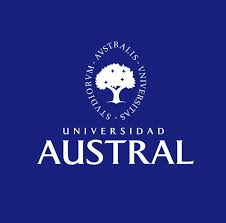 STVDIORVM · AVSTRALIS · VNIVERSITAS ·
UNIVERSIDAD
AUSTRAL